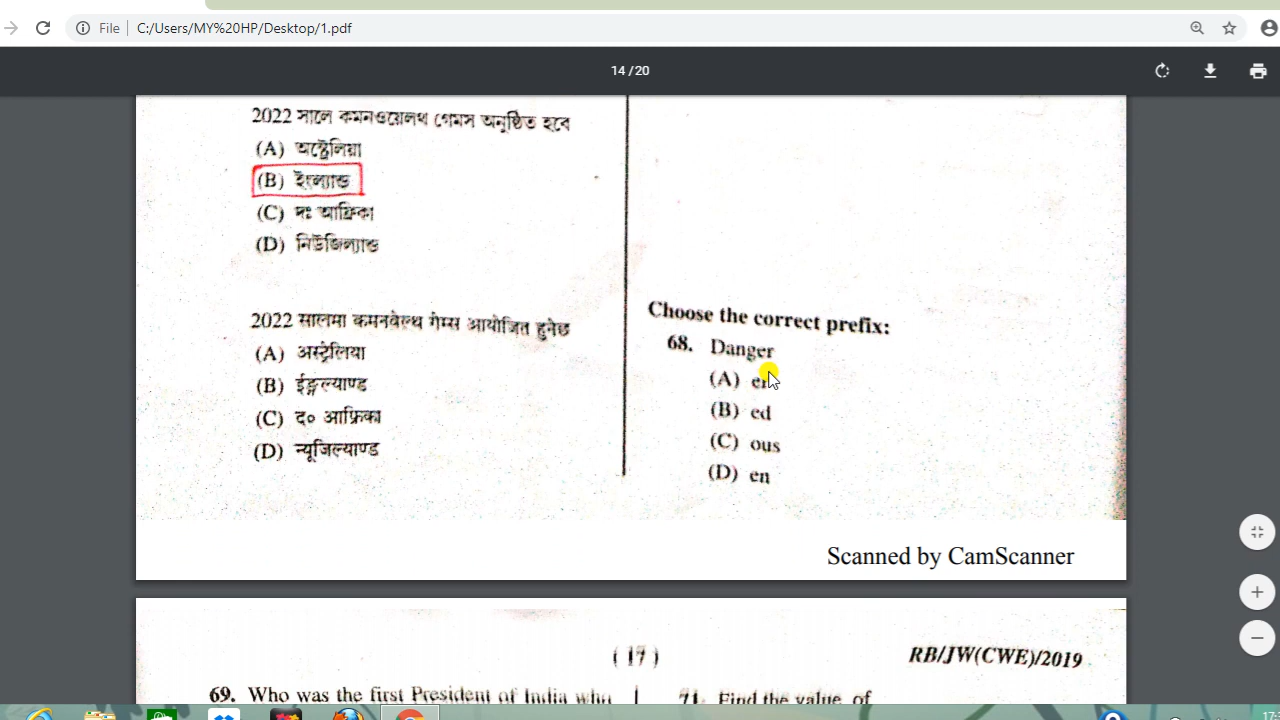 File
C:/Users/MY%20HP/Desktop/1.pdf
14/20
2022 সালে কমনওয়েলথ গেমস অনুষ্ঠিত হবে
(A) অস্ট্রেলিয়া
(B) ইংল্যান্ড
(C) দঃ আফ্রিকা
(D) নিউজিল্যান্ড
2022 सालमा कमनवेल्थ गेम्स आयोजित हुनेछ
(A) अस्ट्रेलिया
(B) ईङ्गल्याण्ड
(C) द० आफ्रिका
(D) न्यूजिल्याण्ड
Choose the correct prefix:
68. Danger
(A)
(B) ed
(C) ous
(D) en
Scanned by CamScanner
( 17 )
RB/JW(CWE)/2019
69. Who was the first President of India who
71. Find the value of